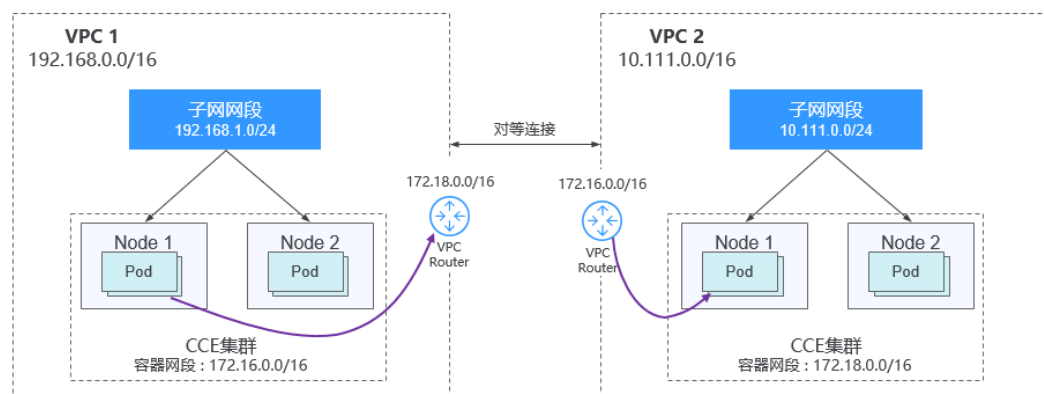 VPC 1
192.168.0.0/16
子网网段
192.168.1.0/24
172.18.0.0/16
VPC
Router
Node 1
Pod
Node 2
Pod
CCE集群
容器网段：172.16.0.0/16
对等连接
VPC 2
10.111.0.0/16
子网网段
10.111.0.0/24
172.16.0.0/16
VPC
Router
Node 1
Pod
Node 2
Pod
CCE集群
容器网段：172.18.0.0/16